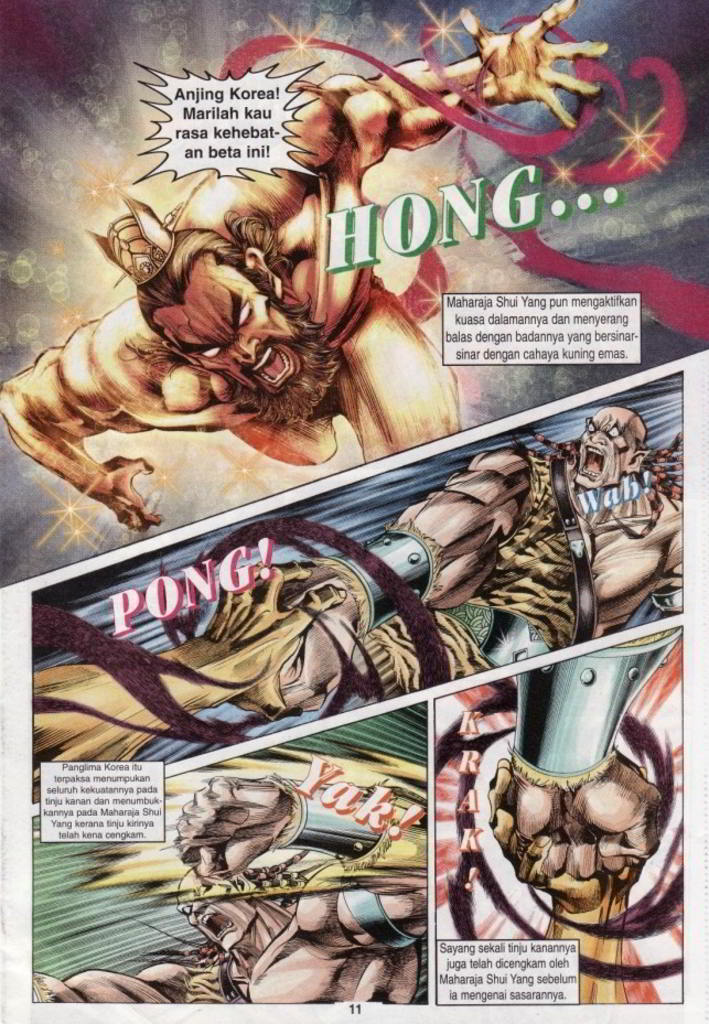 Anjing Korea!
Marilah kau
rasa kehebat-
an beta ini!
HONG...
Maharaja Shui Yang pun mengaktifkan
kuasa dalamannya dan menyerang
balas dengan badannya yang bersinar-
sinar dengan cahaya kuning emas.
Wah!
PONG!
Panglima Korea itu
terpaksa menumpukan
seluruh kekuatannya pada
tinju kanan dan menumbuk-
kannya pada Maharaja Shui
Yang kerana tinju kirinya
telah kena cengkam.
Yak!
KRAK!
Sayang sekali tinju kanannya
juga telah dicengkam oleh
Maharaja Shui Yang sebelum
ia mengenai sasarannya.
11